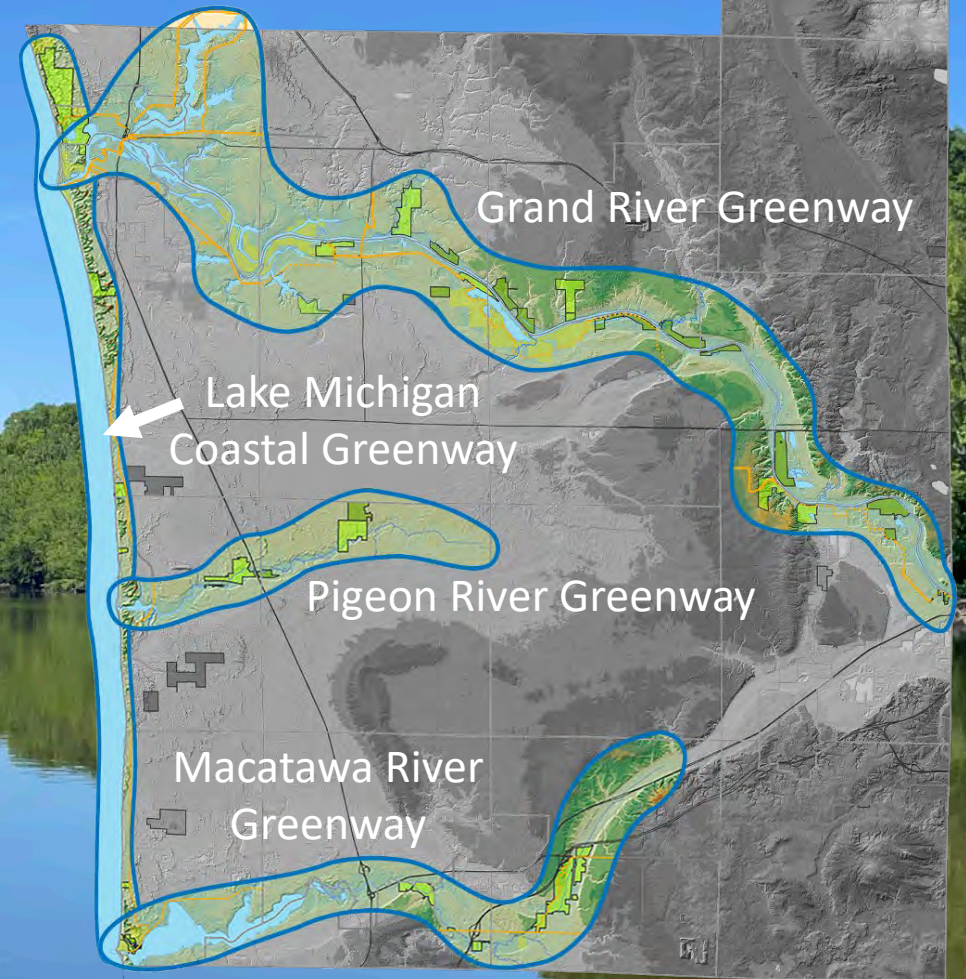 Grand River Greenway
Lake Michigan
Coastal Greenway
Pigeon River Greenway
Macatawa River
Greenway